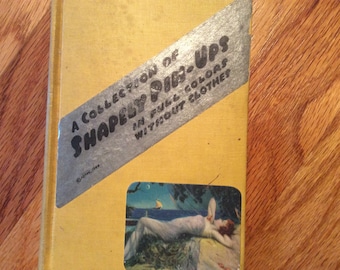 A COLLECTION OF
SHAPELY PIN-UPS
IN FULL COLORS
WITHOUT CLOTHES